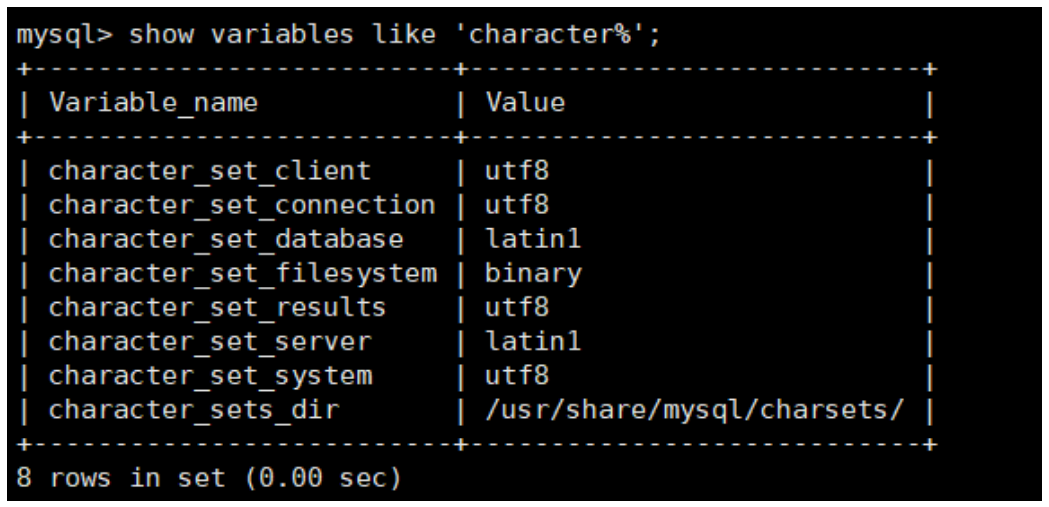 mysql> show variables like 'character%';
+--------------------------+----------------------------+
| Variable_name            | Value                      |
+--------------------------+----------------------------+
| character_set_client     | utf8                       |
| character_set_connection | utf8                       |
| character_set_database   | latin1                     |
| character_set_filesystem | binary                     |
| character_set_results    | utf8                       |
| character_set_server     | latin1                     |
| character_set_system     | utf8                       |
| character_sets_dir       | /usr/share/mysql/charsets/ |
+--------------------------+----------------------------+
8 rows in set (0.00 sec)